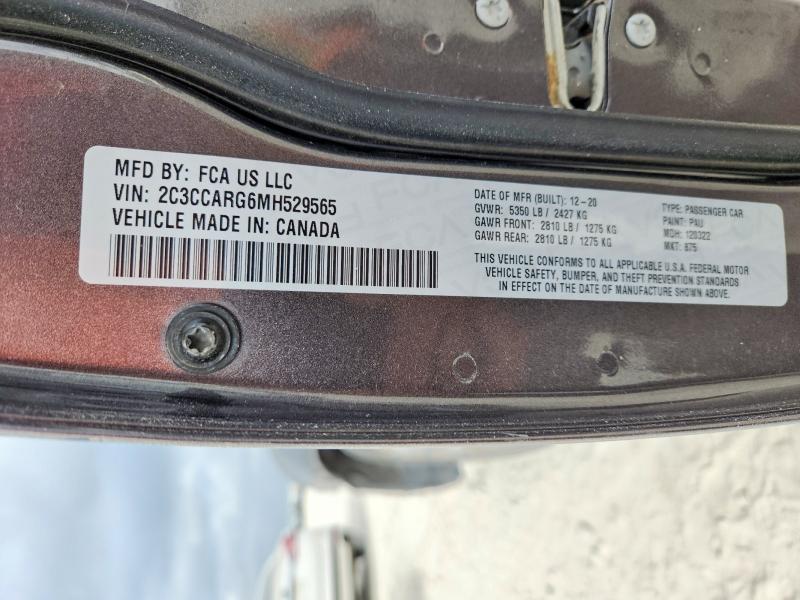 MFD BY: FCA US LLC
VIN: 2C3CCARG6MH529565
VEHICLE MADE IN: CANADA
DATE OF MFR (BUILT): 12-20
GVWR: 5350 LB / 2427 KG
GAWR FRONT: 2810 LB / 1275 KG
GAWR REAR: 2810 LB / 1275 KG
TYPE: PASSENGER CAR
PAINT: PAU
MDH: 120322
MKT: 875
THIS VEHICLE CONFORMS TO ALL APPLICABLE U.S.A. FEDERAL MOTOR
VEHICLE SAFETY, BUMPER, AND THEFT PREVENTION STANDARDS
IN EFFECT ON THE DATE OF MANUFACTURE SHOWN ABOVE.